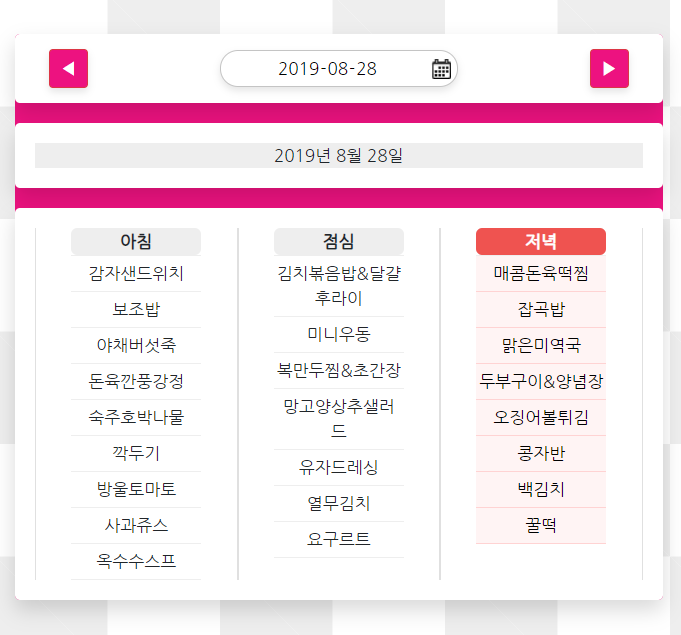 2019-08-28
2019년 8월 28일
아침
감자샌드위치
보조밥
야채버섯죽
돈육깐풍강정
숙주호박나물
깍두기
방울토마토
사과쥬스
옥수수스프
점심
김치볶음밥&달걀
후라이
미니우동
복만두찜&초간장
망고양상추샐러
드
유자드레싱
열무김치
요구르트
저녁
매콤돈육떡찜
잡곡밥
맑은미역국
두부구이&양념장
오징어볼튀김
콩자반
백김치
꿀떡